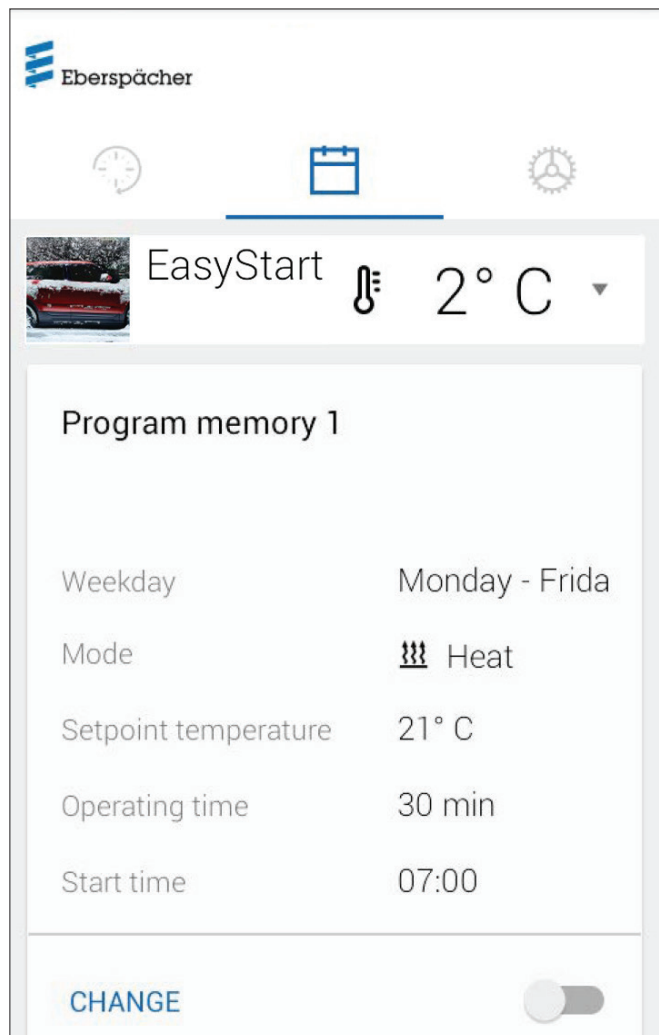 Eberspächer
EasyStart 2° C
Program memory 1
Weekday Monday - Frida
Mode Heat
Setpoint temperature 21° C
Operating time 30 min
Start time 07:00
CHANGE